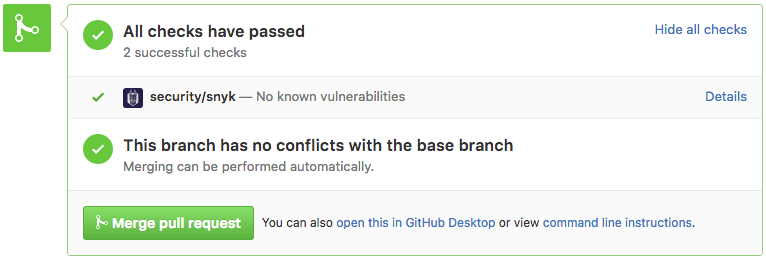 All checks have passed
Hide all checks
2 successful checks
security/snyk — No known vulnerabilities
Details
This branch has no conflicts with the base branch
Merging can be performed automatically.
Merge pull request
You can also open this in GitHub Desktop or view command line instructions.